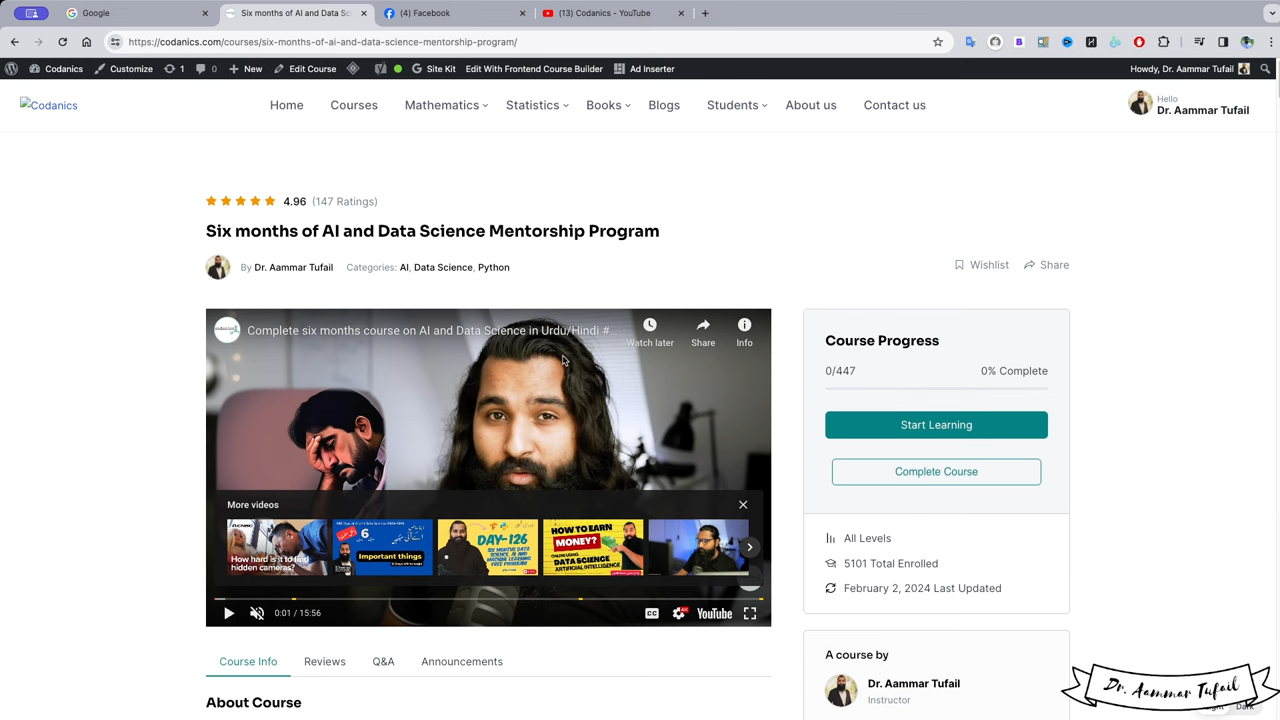 Google
Six months of AI and Data Sc
(4) Facebook
(13) Codanics - YouTube
https://codanics.com/courses/six-months-of-ai-and-data-science-mentorship-program/
Codanics
Customize
1
0
New
Edit Course
Site Kit
Edit With Frontend Course Builder
Ad Inserter
Howdy, Dr. Aammar Tufail
Codanics
Home
Courses
Mathematics
Statistics
Books
Blogs
Students
About us
Contact us
Hello
Dr. Aammar Tufail
4.96 (147 Ratings)
Six months of AI and Data Science Mentorship Program
By Dr. Aammar Tufail
Categories: AI, Data Science, Python
Wishlist
Share
Complete six months course on AI and Data Science in Urdu/Hindi #...
Watch later
Share
Info
More videos
How hard is it to find
hidden cameras?
6
Important things
DAY-126
HOW TO EARN
MONEY?
DATA SCIENCE
ARTIFICIAL INTELLIGENCE
0:01 / 15:56
CC
YouTube
Course Progress
0/447
0% Complete
Start Learning
Complete Course
All Levels
5101 Total Enrolled
February 2, 2024 Last Updated
Course Info
Reviews
Q&A
Announcements
About Course
A course by
Dr. Aammar Tufail
Instructor
Dr. Aammar Tufail
Dark